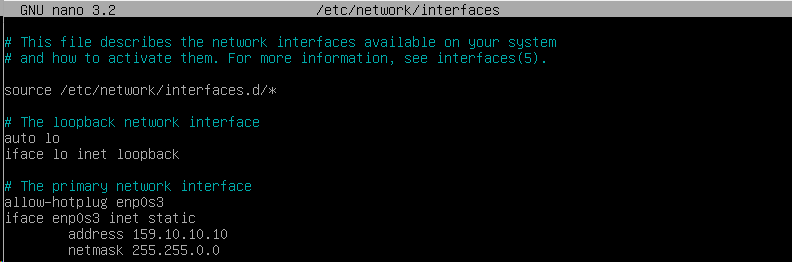 GNU nano 3.2 /etc/network/interfaces
# This file describes the network interfaces available on your system
# and how to activate them. For more information, see interfaces(5).
source /etc/network/interfaces.d/*
# The loopback network interface
auto lo
iface lo inet loopback
# The primary network interface
allow-hotplug enp0s3
iface enp0s3 inet static
address 159.10.10.10
netmask 255.255.0.0